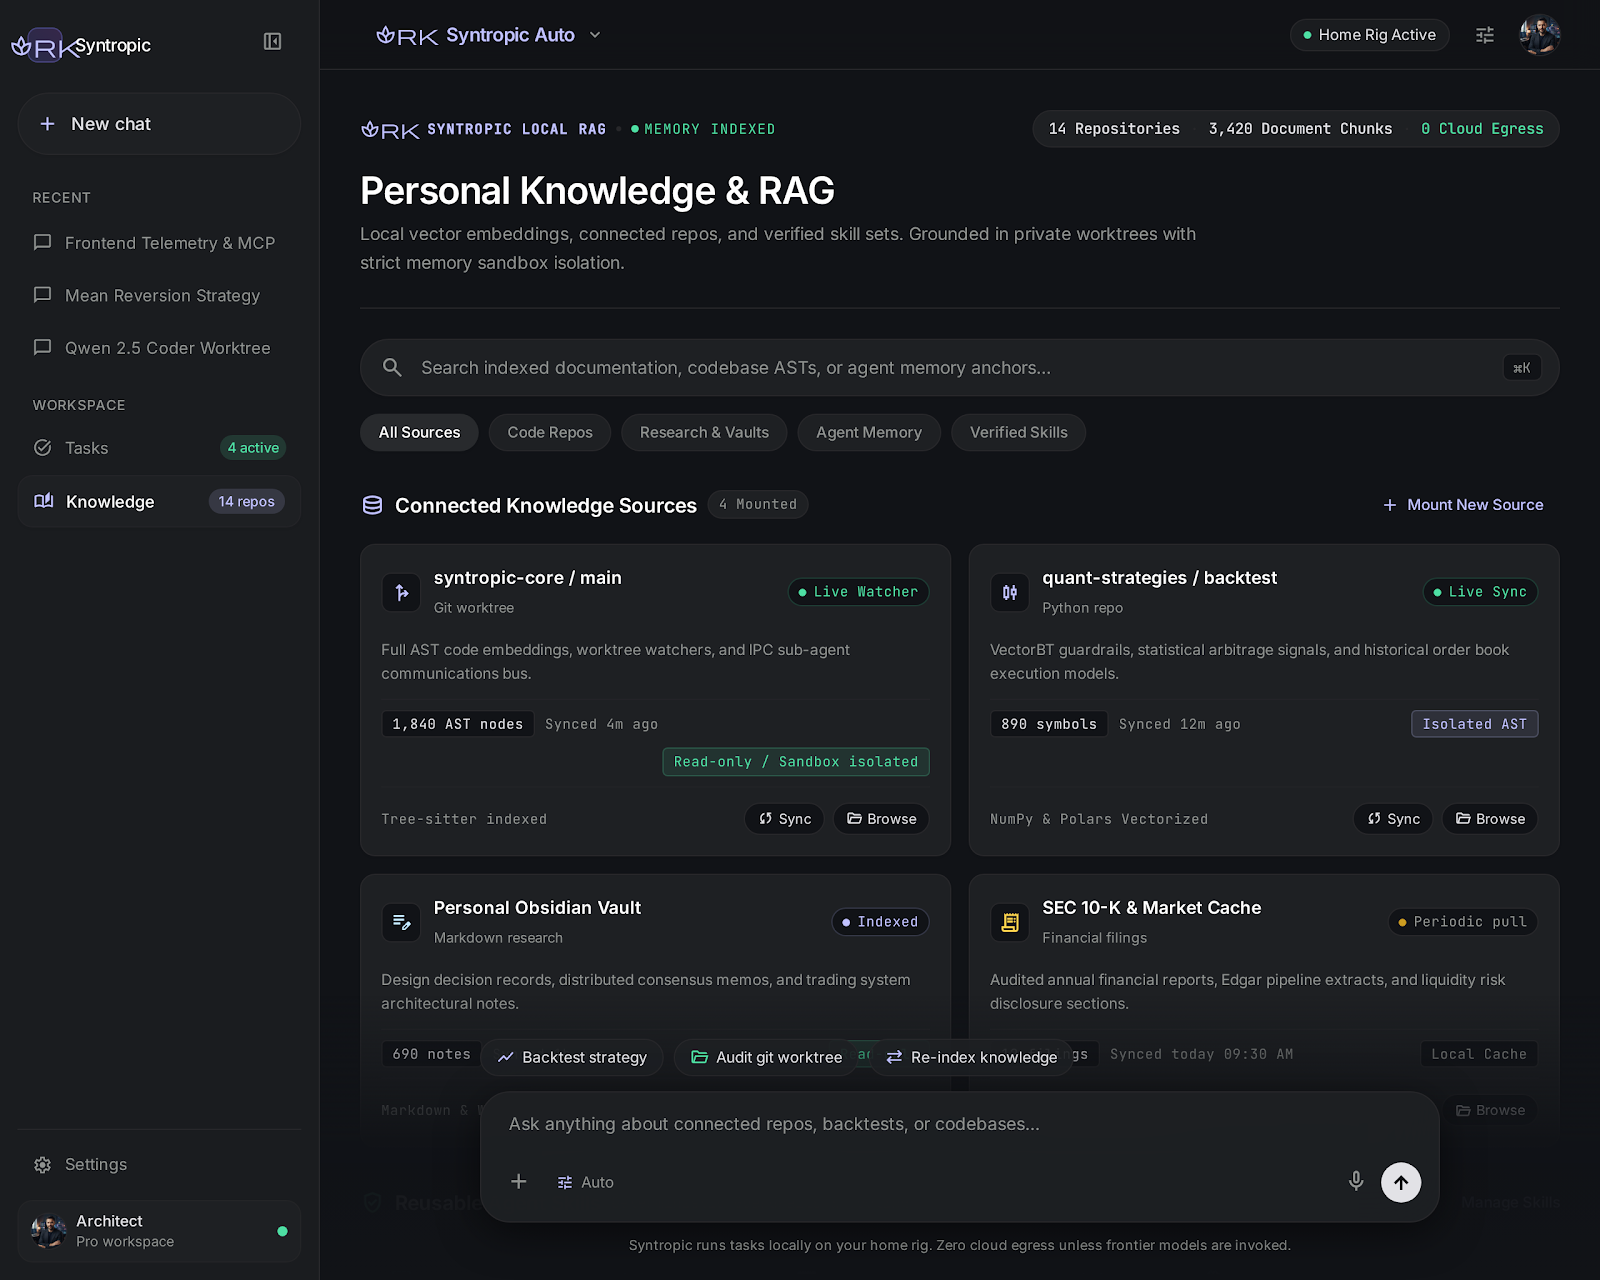 RK Syntropic
New chat
RECENT
Frontend Telemetry & MCP
Mean Reversion Strategy
Qwen 2.5 Coder Worktree
WORKSPACE
Tasks 4 active
Knowledge 14 repos
Settings
Architect
Pro workspace
RK Syntropic Auto
Home Rig Active
RK SYNTROPIC LOCAL RAG • MEMORY INDEXED
14 Repositories · 3,420 Document Chunks · 0 Cloud Egress
Personal Knowledge & RAG
Local vector embeddings, connected repos, and verified skill sets. Grounded in private worktrees with
strict memory sandbox isolation.
Search indexed documentation, codebase ASTs, or agent memory anchors...
⌘K
All Sources
Code Repos
Research & Vaults
Agent Memory
Verified Skills
Connected Knowledge Sources 4 Mounted
Mount New Source
syntropic-core / main
Git worktree
Live Watcher
Full AST code embeddings, worktree watchers, and IPC sub-agent
communications bus.
1,840 AST nodes Synced 4m ago
Read-only / Sandbox isolated
Tree-sitter indexed
Sync
Browse
quant-strategies / backtest
Python repo
Live Sync
VectorBT guardrails, statistical arbitrage signals, and historical order book
execution models.
890 symbols Synced 12m ago
Isolated AST
NumPy & Polars Vectorized
Sync
Browse
Personal Obsidian Vault
Markdown research
Indexed
Design decision records, distributed consensus memos, and trading system
architectural notes.
690 notes
Markdown &
SEC 10-K & Market Cache
Financial filings
Periodic pull
Audited annual financial reports, Edgar pipeline extracts, and liquidity risk
disclosure sections.
Synced today 09:30 AM
Local Cache
Browse
Backtest strategy
Audit git worktree
Re-index knowledge
Reusable
Manage Skills
Ask anything about connected repos, backtests, or codebases...
Auto
Syntropic runs tasks locally on your home rig. Zero cloud egress unless frontier models are invoked.